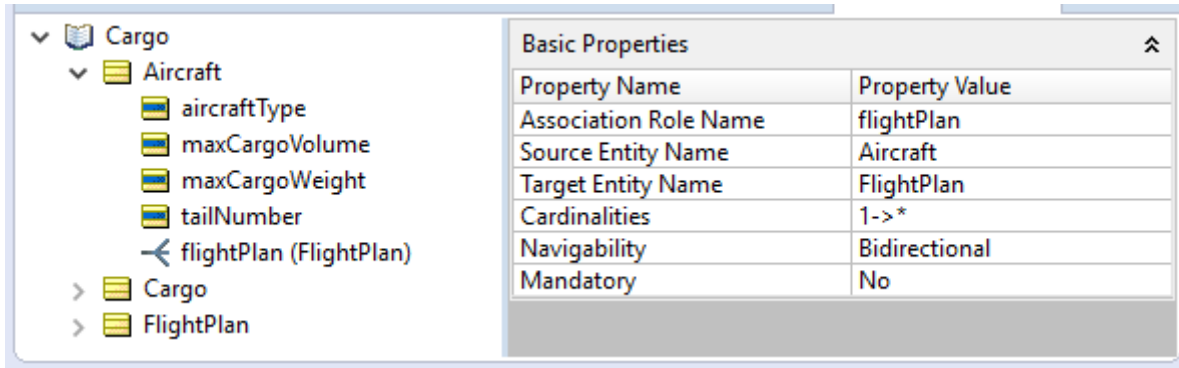 Cargo
Aircraft
aircraftType
maxCargoVolume
maxCargoWeight
tailNumber
flightPlan (FlightPlan)
Cargo
FlightPlan
Basic Properties
Property Name Property Value
Association Role Name flightPlan
Source Entity Name Aircraft
Target Entity Name FlightPlan
Cardinalities 1->*
Navigability Bidirectional
Mandatory No